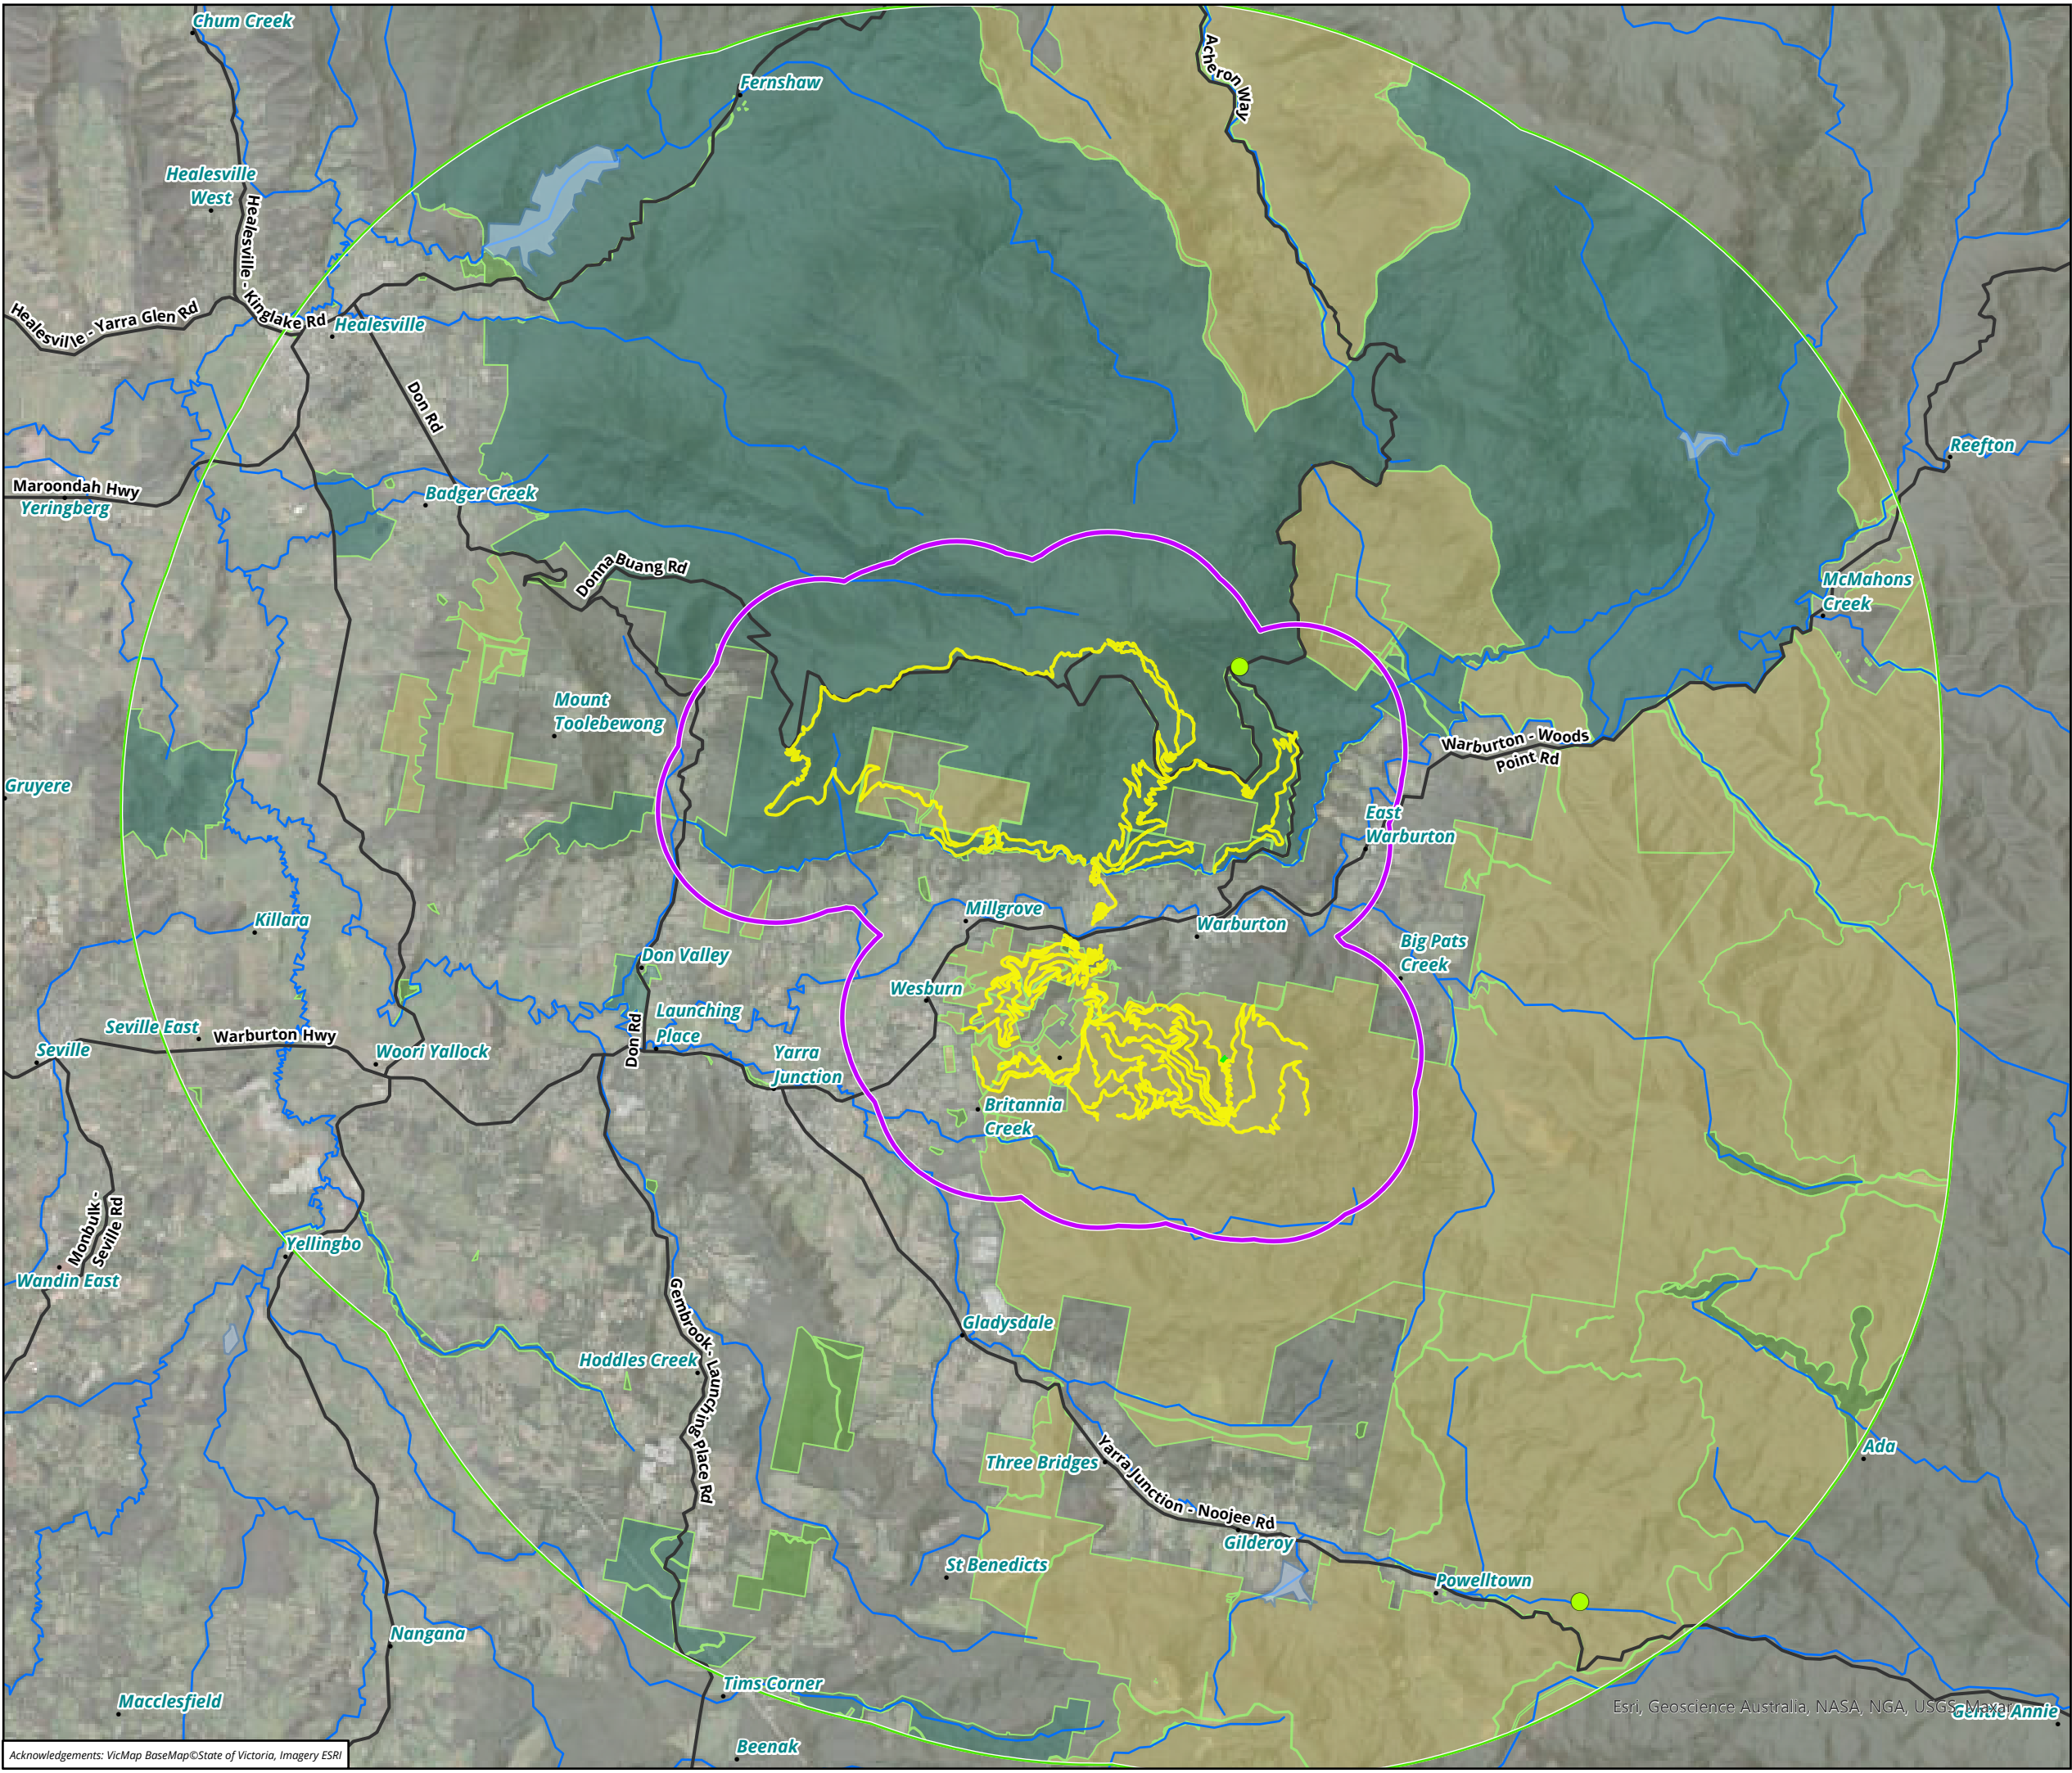 Chum Creek
Fernshaw
Acheron Way
Healesville
West
Healesville - Kinglake Rd
Healesville - Yarra Glen Rd
Healesville
Don Rd
Maroondah Hwy
Yeringberg
Badger Creek
Reefton
Donna Buang Rd
McMahons
Creek
Mount
Toolebewong
Warburton - Woods
Point Rd
Gruyere
East
Warburton
Killara
Millgrove
Warburton
Big Pats
Creek
Don Valley
Wesburn
Launching
Place
Seville East
Warburton Hwy
Don Rd
Seville
Woori Yallock
Yarra
Junction
Britannia
Creek
Monbulk -
Seville Rd
Yellingbo
Wandin East
Gembrook- Launching Place Rd
Gladysdale
Hoddles Creek
Three Bridges
Yarra Junction - Noojee Rd
Ada
Gilderoy
St Benedicts
Powelltown
Nangana
Tims Corner
Macclesfield
Esri, Geoscience Australia, NASA, NGA, USGS, Maxar
Gentle Annie
Beenak
Acknowledgements: VicMap BaseMap©State of Victoria, Imagery ESRI